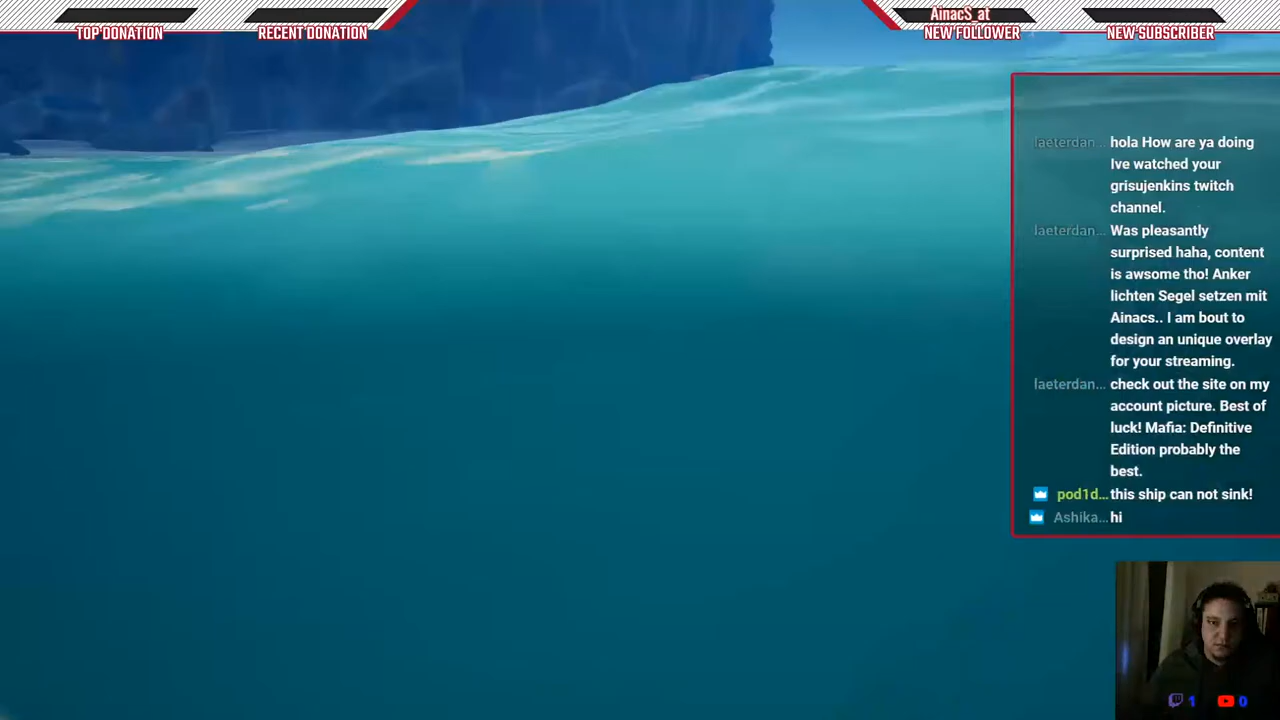 TOP DONATION
RECENT DONATION
AinacS_at
NEW FOLLOWER
NEW SUBSCRIBER
laeterdan... hola How are ya doing
Ive watched your
grisujenkins twitch
channel.
laeterdan... Was pleasantly
surprised haha, content
is awsome tho! Anker
lichten Segel setzen mit
Ainacs.. I am bout to
design an unique overlay
for your streaming.
laeterdan... check out the site on my
account picture. Best of
luck! Mafia: Definitive
Edition probably the
best.
pod1d... this ship can not sink!
Ashika... hi
1 0